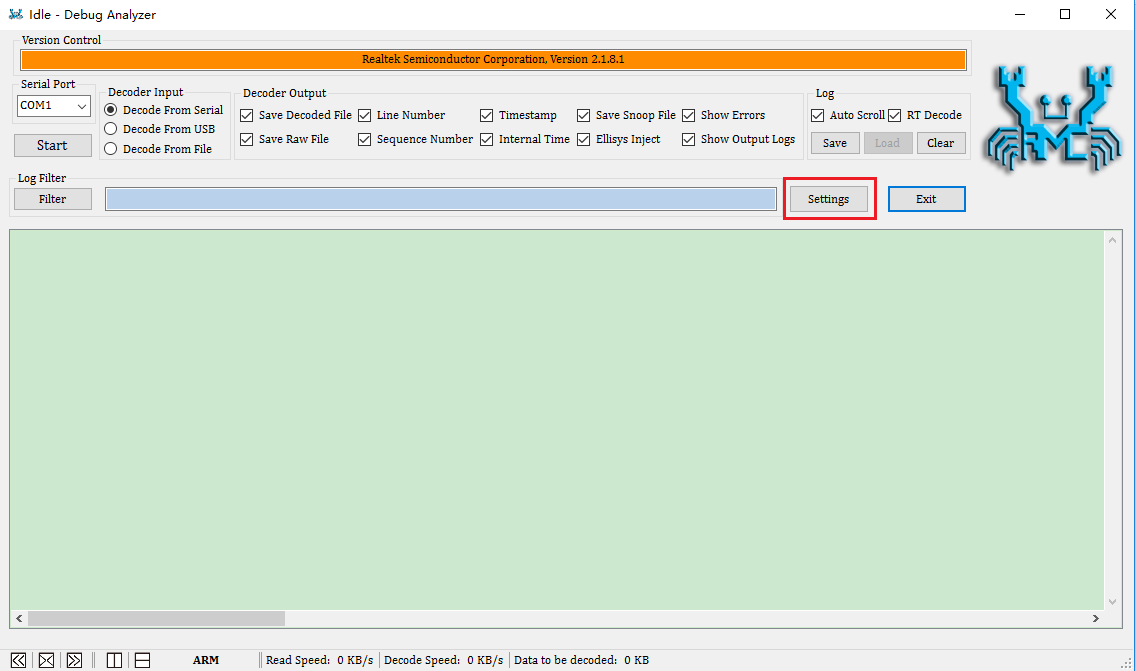 Idle - Debug Analyzer
Version Control
Realtek Semiconductor Corporation, Version 2.1.8.1
Serial Port
COM1
Start
Decoder Input
Decode From Serial
Decode From USB
Decode From File
Decoder Output
Save Decoded File Line Number Timestamp Save Snoop File Show Errors
Save Raw File Sequence Number Internal Time Ellisys Inject Show Output Logs
Log
Auto Scroll RT Decode
Save Load Clear
Log Filter
Filter Settings Exit
ARM Read Speed: 0 KB/s Decode Speed: 0 KB/s Data to be decoded: 0 KB